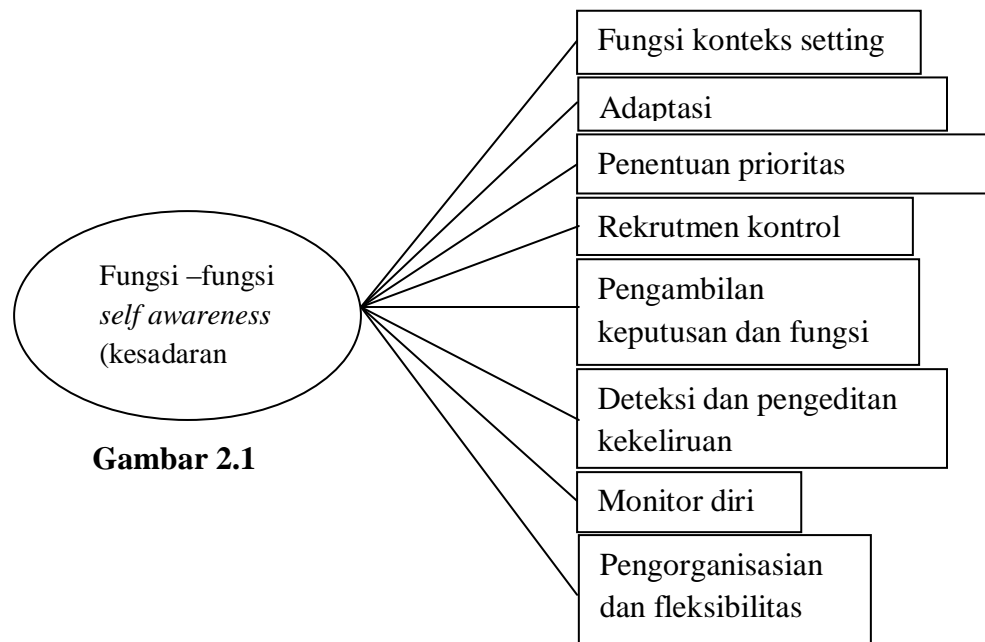 Fungsi –fungsi
self awareness
(kesadaran
Gambar 2.1
Fungsi konteks setting
Adaptasi
Penentuan prioritas
Rekrutmen kontrol
Pengambilan
keputusan dan fungsi
Deteksi dan pengeditan
kekeliruan
Monitor diri
Pengorganisasian
dan fleksibilitas